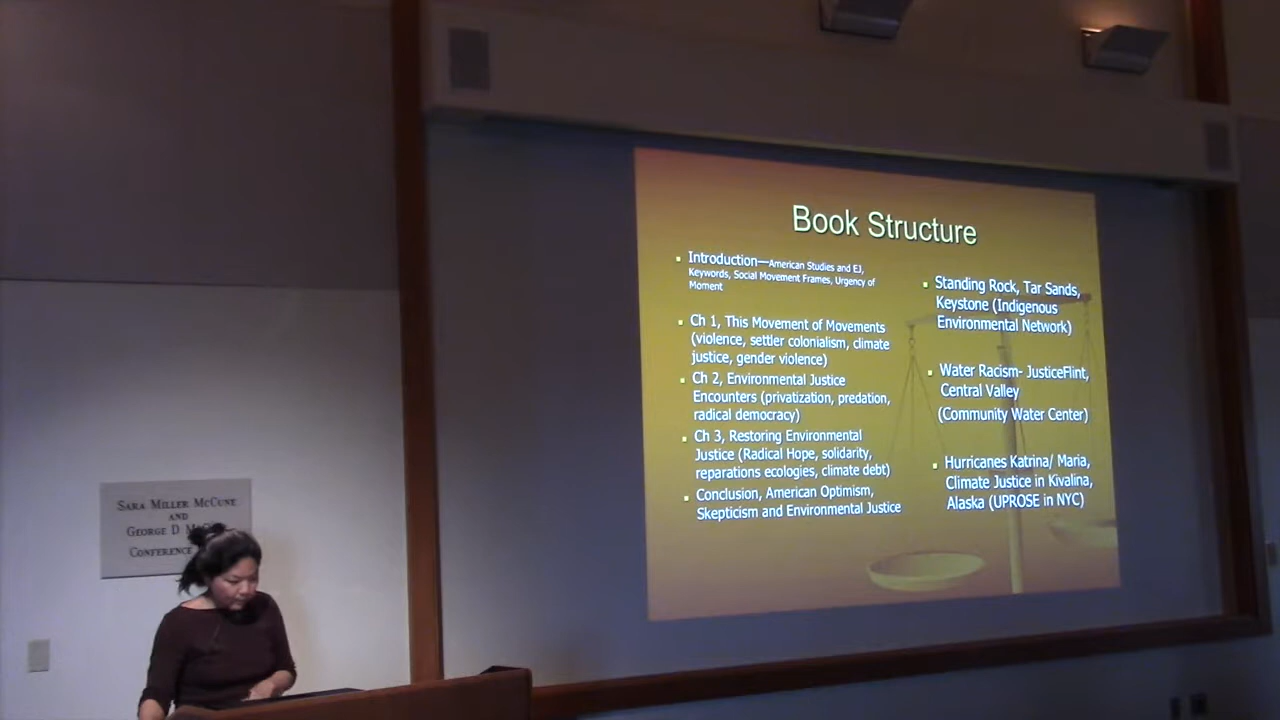 Book Structure
Introduction—American Studies and EJ,
Keywords, Social Movement Frames, Urgency of
Moment
Ch 1, This Movement of Movements
(violence, settler colonialism, climate
justice, gender violence)
Ch 2, Environmental Justice
Encounters (privatization, predation,
radical democracy)
Ch 3, Restoring Environmental
Justice (Radical Hope, solidarity,
reparations ecologies, climate debt)
Conclusion, American Optimism,
Skepticism and Environmental Justice
Standing Rock, Tar Sands,
Keystone (Indigenous
Environmental Network)
Water Racism- JusticeFlint,
Central Valley
(Community Water Center)
Hurricanes Katrina/ Maria,
Climate Justice in Kivalina,
Alaska (UPROSE in NYC)
Sara Miller McCune
and
George D
Conference